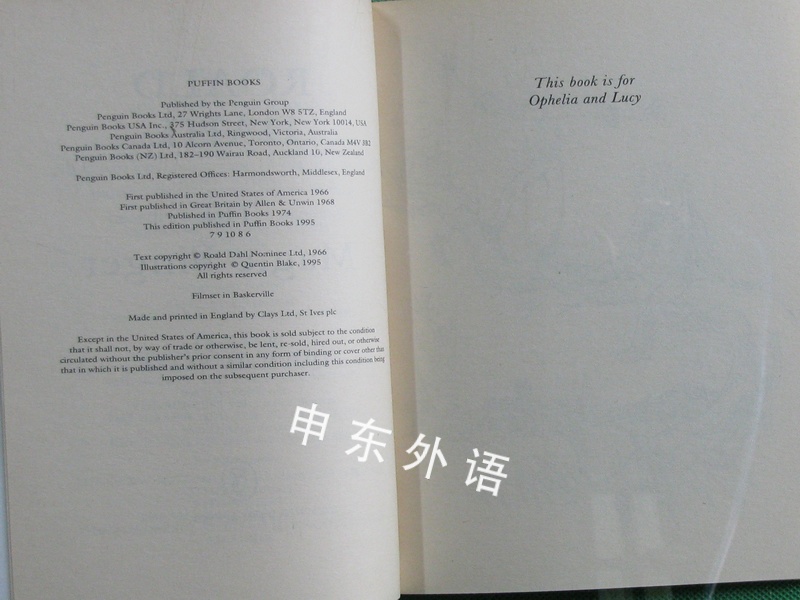 PUFFIN BOOKS
Published by the Penguin Group
Penguin Books Ltd, 27 Wrights Lane, London W8 5TZ, England
Penguin Books USA Inc., 375 Hudson Street, New York, New York 10014, USA
Penguin Books Australia Ltd, Ringwood, Victoria, Australia
Penguin Books Canada Ltd, 10 Alcorn Avenue, Toronto, Ontario, Canada M4V 3B2
Penguin Books (NZ) Ltd, 182–190 Wairau Road, Auckland 10, New Zealand
Penguin Books Ltd, Registered Offices: Harmondsworth, Middlesex, England
First published in the United States of America 1966
First published in Great Britain by Allen & Unwin 1968
Published in Puffin Books 1974
This edition published in Puffin Books 1995
7 9 10 8 6
Text copyright © Roald Dahl Nominee Ltd, 1966
Illustrations copyright © Quentin Blake, 1995
All rights reserved
Filmset in Baskerville
Made and printed in England by Clays Ltd, St Ives plc
Except in the United States of America, this book is sold subject to the condition
that it shall not, by way of trade or otherwise, be lent, re-sold, hired out, or otherwise
circulated without the publisher's prior consent in any form of binding or cover other than
that in which it is published and without a similar condition including this condition being
imposed on the subsequent purchaser.
This book is for
Ophelia and Lucy
申东外语